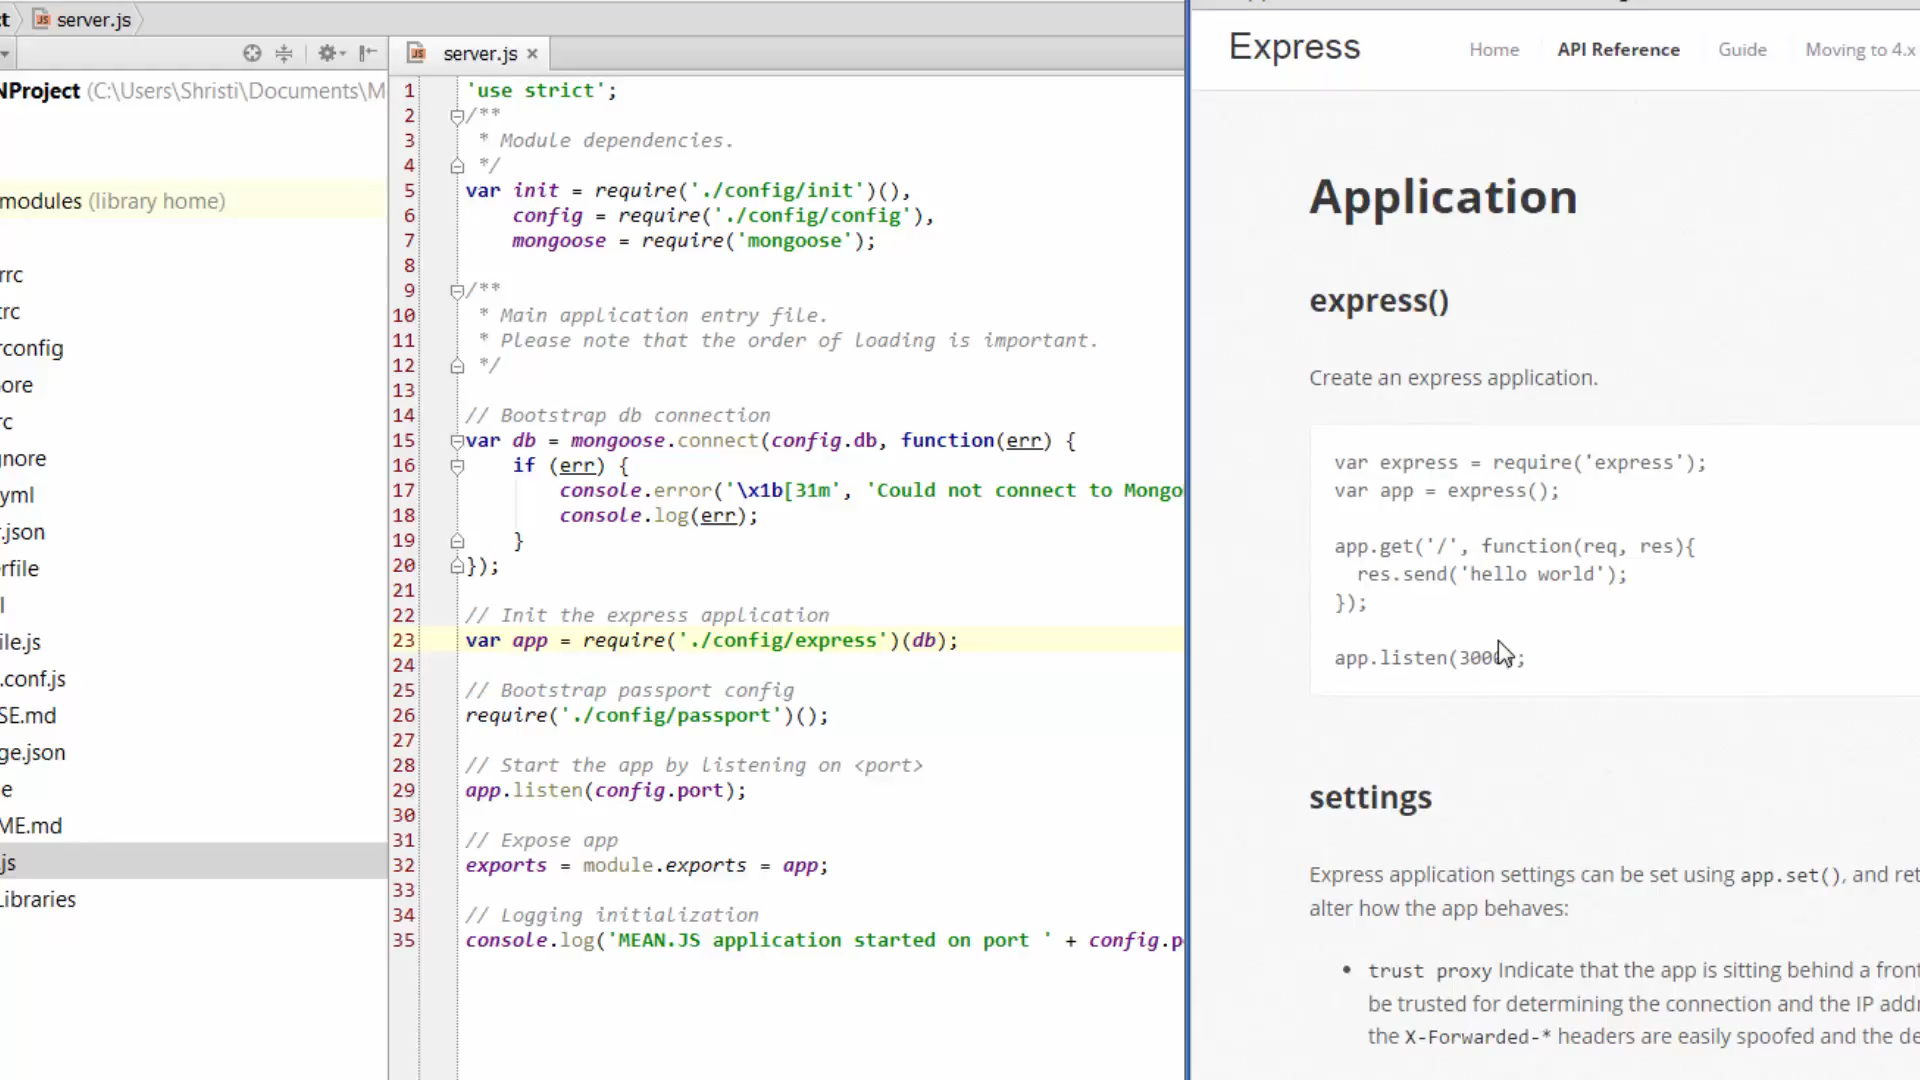 ct server.js
NProject (C:\Users\Shristi\Documents\M
modules (library home)
rrc
trc
rconfig
ore
rc
nore
yml
r.json
rfile
l
ile.js
.conf.js
SE.md
ge.json
e
ME.md
js
Libraries
server.js
1 'use strict';
2 /**
3 * Module dependencies.
4 */
5 var init = require('./config/init')(),
6 config = require('./config/config'),
7 mongoose = require('mongoose');
8
9 /**
10 * Main application entry file.
11 * Please note that the order of loading is important.
12 */
13
14 // Bootstrap db connection
15 var db = mongoose.connect(config.db, function(err) {
16 if (err) {
17 console.error('\x1b[31m', 'Could not connect to Mongo
18 console.log(err);
19 }
20 });
21
22 // Init the express application
23 var app = require('./config/express')(db);
24
25 // Bootstrap passport config
26 require('./config/passport')();
27
28 // Start the app by listening on <port>
29 app.listen(config.port);
30
31 // Expose app
32 exports = module.exports = app;
33
34 // Logging initialization
35 console.log('MEAN.JS application started on port ' + config.p
Express Home API Reference Guide Moving to 4.x
Application
express()
Create an express application.
var express = require('express');
var app = express();
app.get('/', function(req, res){
res.send('hello world');
});
app.listen(3000);
settings
Express application settings can be set using app.set(), and ret
alter how the app behaves:
• trust proxy Indicate that the app is sitting behind a front
be trusted for determining the connection and the IP addr
the X-Forwarded-* headers are easily spoofed and the de